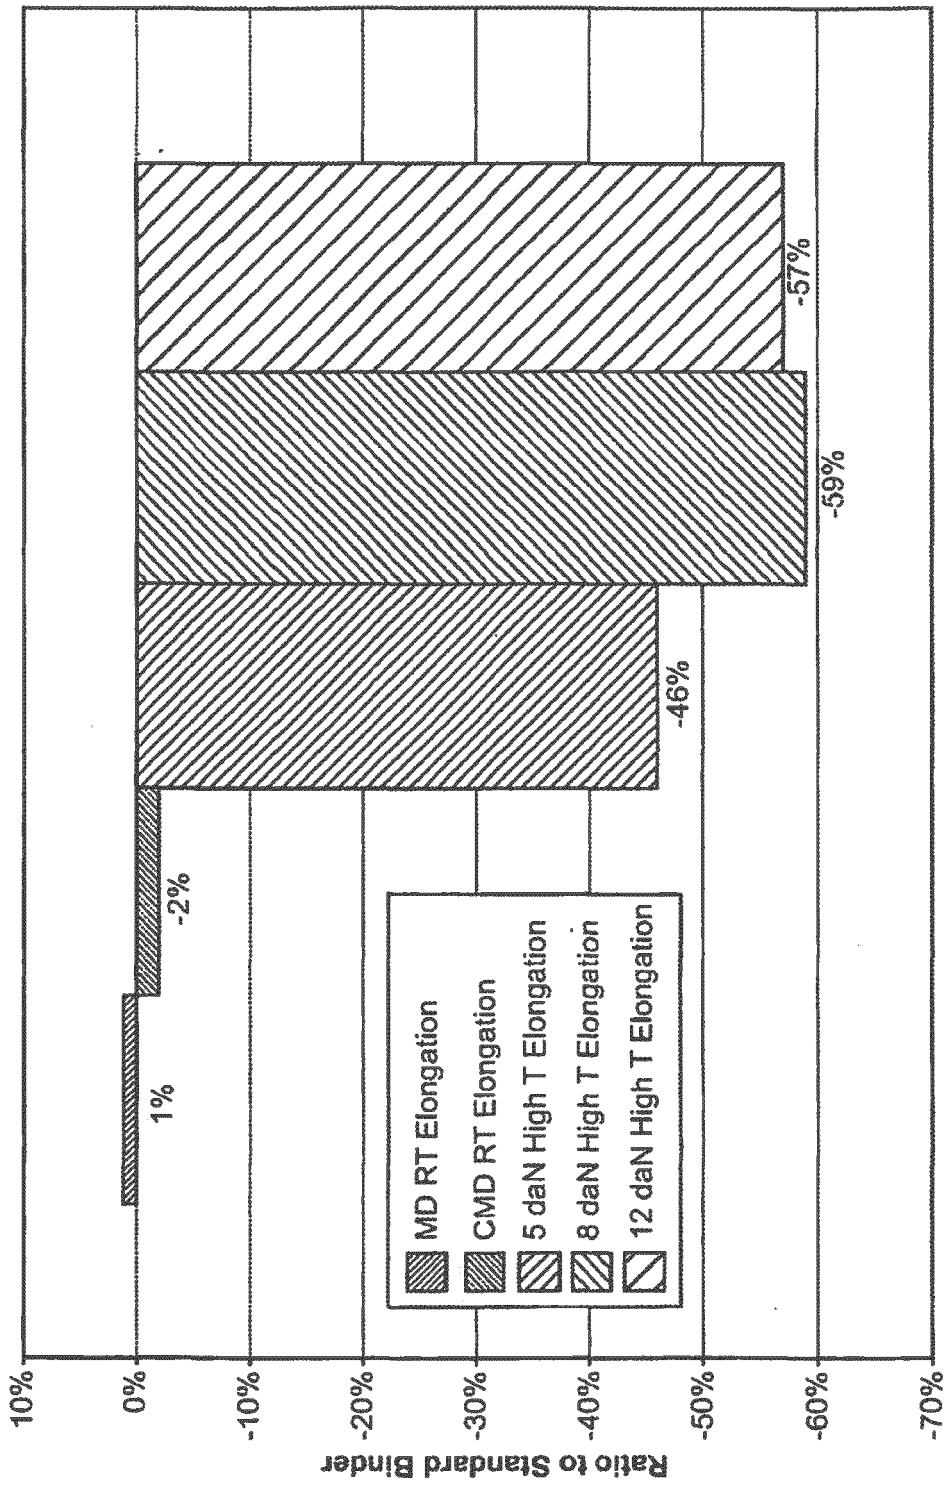 Ratio to Standard Binder
10%
0%
-10%
-20%
-30%
-40%
-50%
-60%
-70%
1%
-2%
-46%
-59%
-57%
MD RT Elongation
CMD RT Elongation
5 daN High T Elongation
8 daN High T Elongation
12 daN High T Elongation